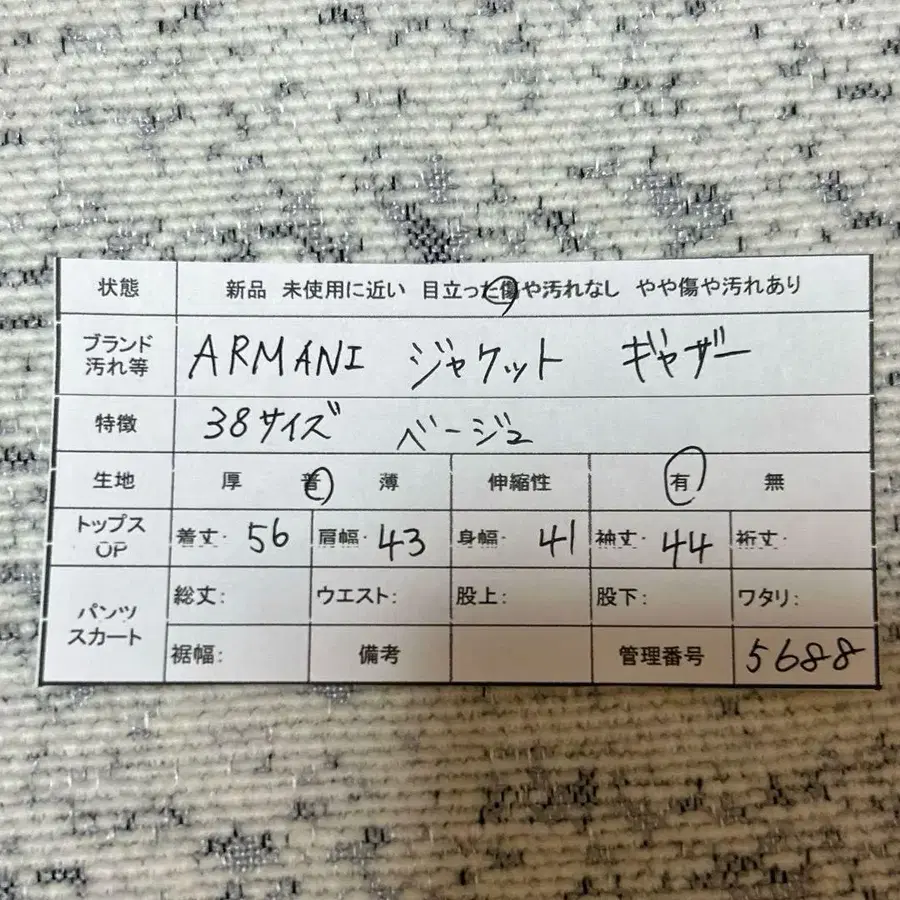 状態 新品 未使用に近い 目立った傷や汚れなし やや傷や汚れあり
ブランド
汚れ等 ARMANI ジャケット ギャザー
特徴 38サイズ ベージュ
生地 厚 普 薄 伸縮性 有 無
トップス
OP 着丈: 56 肩幅: 43 身幅: 41 袖丈: 44 裄丈:
パンツ
スカート
総丈: ウエスト: 股上: 股下: ワタリ:
裾幅: 備考 管理番号 5688